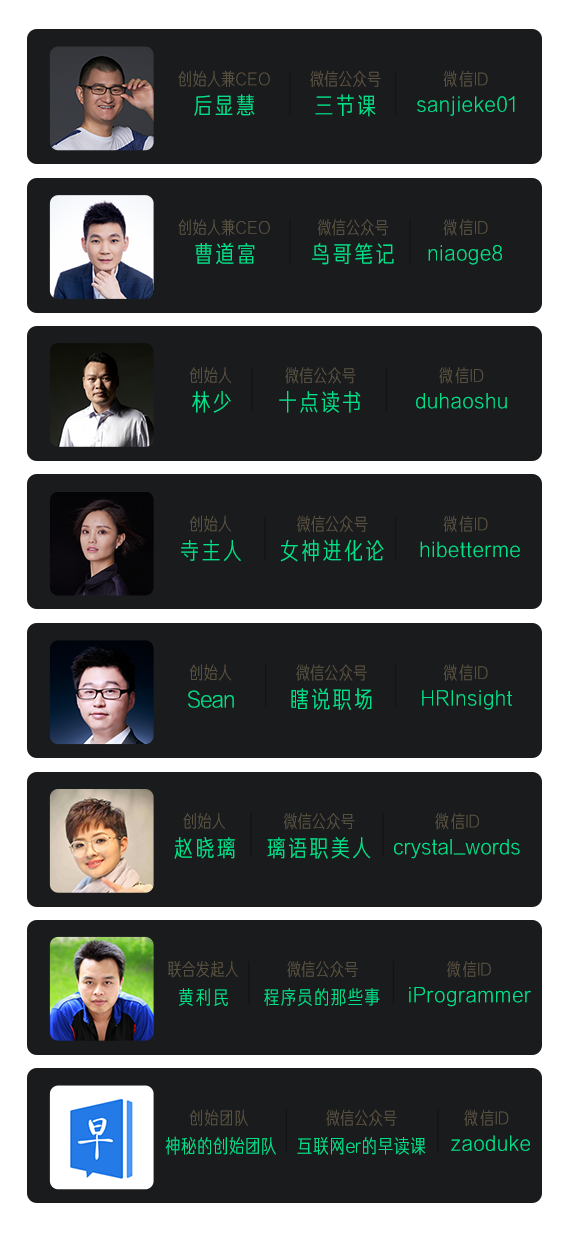 创始人兼CEO 微信公众号 微信ID
后显慧 三节课 sanjieke01
创始人兼CEO 微信公众号 微信ID
曹道富 鸟哥笔记 niaoge8
创始人 微信公众号 微信ID
林少 十点读书 duhaoshu
创始人 微信公众号 微信ID
寺主人 女神进化论 hibetterme
创始人 微信公众号 微信ID
Sean 瞎说职场 HRInsight
创始人 微信公众号 微信ID
赵晓璃 璃语职美人 crystal_words
联合发起人 微信公众号 微信ID
黄利民 程序员的那些事 iProgrammer
早
创始团队 微信公众号 微信ID
神秘的创始团队 互联网er的早读课 zaoduke